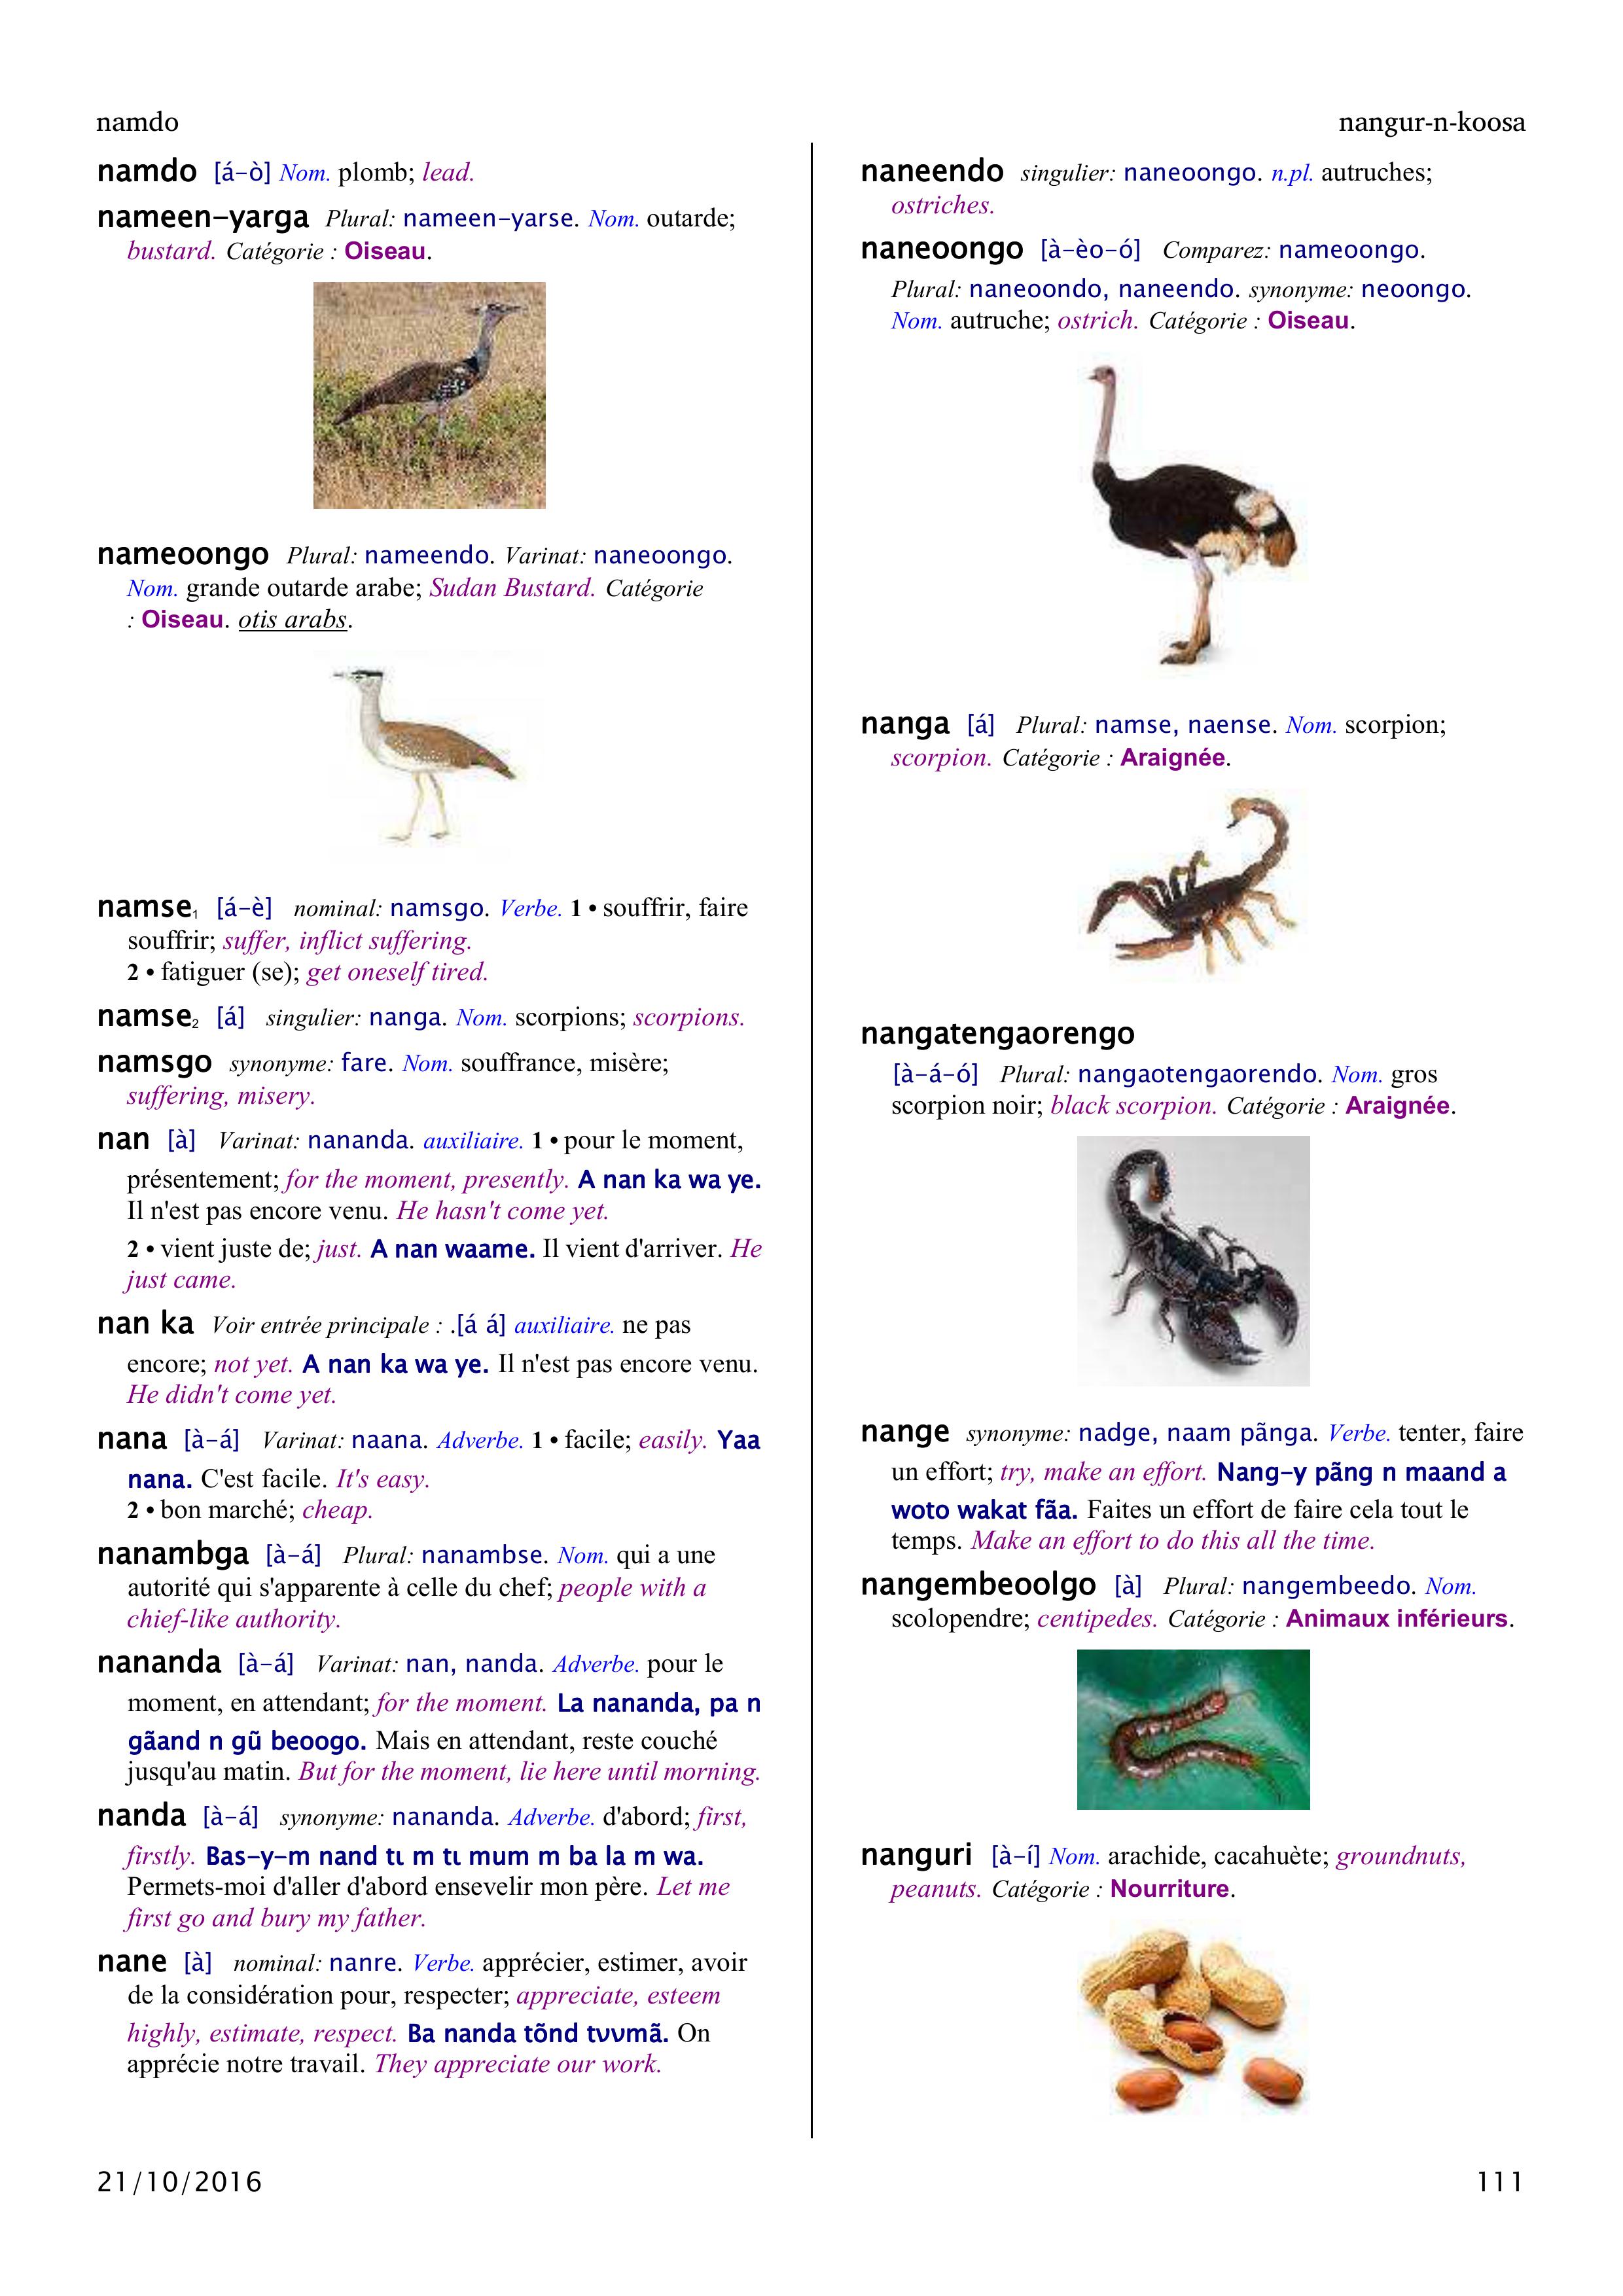 namdo
nangur-n-koosa
namdo [á–ò] Nom. plomb; lead.
nameen–yarga Plural: nameen–yarse. Nom. outarde;
bustard. Catégorie : Oiseau.
nameoongo Plural: nameendo. Varinat: naneoongo.
Nom. grande outarde arabe; Sudan Bustard. Catégorie
: Oiseau. otis arabs.
namse₁ [á–è] nominal: namsgo. Verbe. 1 • souffrir, faire
souffrir; suffer, inflict suffering.
2 • fatiguer (se); get oneself tired.
namse₂ [á] singulier: nanga. Nom. scorpions; scorpions.
namsgo synonyme: fare. Nom. souffrance, misère;
suffering, misery.
nan [à] Varinat: nananda. auxiliaire. 1 • pour le moment,
présentement; for the moment, presently. A nan ka wa ye.
Il n'est pas encore venu. He hasn't come yet.
2 • vient juste de; just. A nan waame. Il vient d'arriver. He
just came.
nan ka Voir entrée principale : .[á á] auxiliaire. ne pas
encore; not yet. A nan ka wa ye. Il n'est pas encore venu.
He didn't come yet.
nana [à–á] Varinat: naana. Adverbe. 1 • facile; easily. Yaa
nana. C'est facile. It's easy.
2 • bon marché; cheap.
nanambga [à–á] Plural: nanambse. Nom. qui a une
autorité qui s'apparente à celle du chef; people with a
chief-like authority.
nananda [à–á] Varinat: nan, nanda. Adverbe. pour le
moment, en attendant; for the moment. La nananda, pa n
gãand n gũ beoogo. Mais en attendant, reste couché
jusqu'au matin. But for the moment, lie here until morning.
nanda [à–á] synonyme: nananda. Adverbe. d'abord; first,
firstly. Bas–y–m nand tɩ m tɩ mum m ba la m wa.
Permets-moi d'aller d'abord ensevelir mon père. Let me
first go and bury my father.
nane [à] nominal: nanre. Verbe. apprécier, estimer, avoir
de la considération pour, respecter; appreciate, esteem
highly, estimate, respect. Ba nanda tõnd tʋʋmã. On
apprécie notre travail. They appreciate our work.
naneendo singulier: naneoongo. n.pl. autruches;
ostriches.
naneoongo [à–èo–ó] Comparez: nameoongo.
Plural: naneoondo, naneendo. synonyme: neoongo.
Nom. autruche; ostrich. Catégorie : Oiseau.
nanga [á] Plural: namse, naense. Nom. scorpion;
scorpion. Catégorie : Araignée.
nangatengaorengo
[à–á–ó] Plural: nangaotengaorendo. Nom. gros
scorpion noir; black scorpion. Catégorie : Araignée.
nange synonyme: nadge, naam pãnga. Verbe. tenter, faire
un effort; try, make an effort. Nang–y pãng n maand a
woto wakat fãa. Faites un effort de faire cela tout le
temps. Make an effort to do this all the time.
nangembeoolgo [à] Plural: nangembeedo. Nom.
scolopendre; centipedes. Catégorie : Animaux inférieurs.
nanguri [à–í] Nom. arachide, cacahuète; groundnuts,
peanuts. Catégorie : Nourriture.
21/10/2016
111